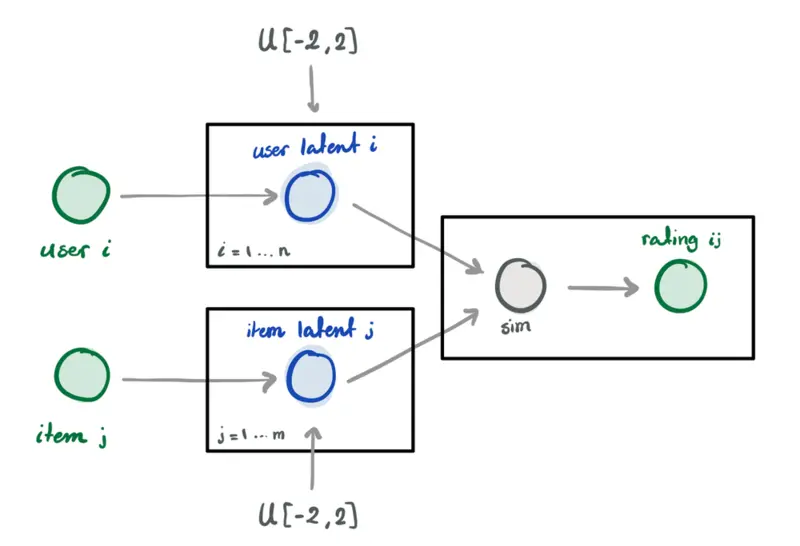 U[-2,2]
user latent i
user i
i = 1 ... n
rating ij
sim
item latent j
item j
j = 1 ... m
U[-2,2]